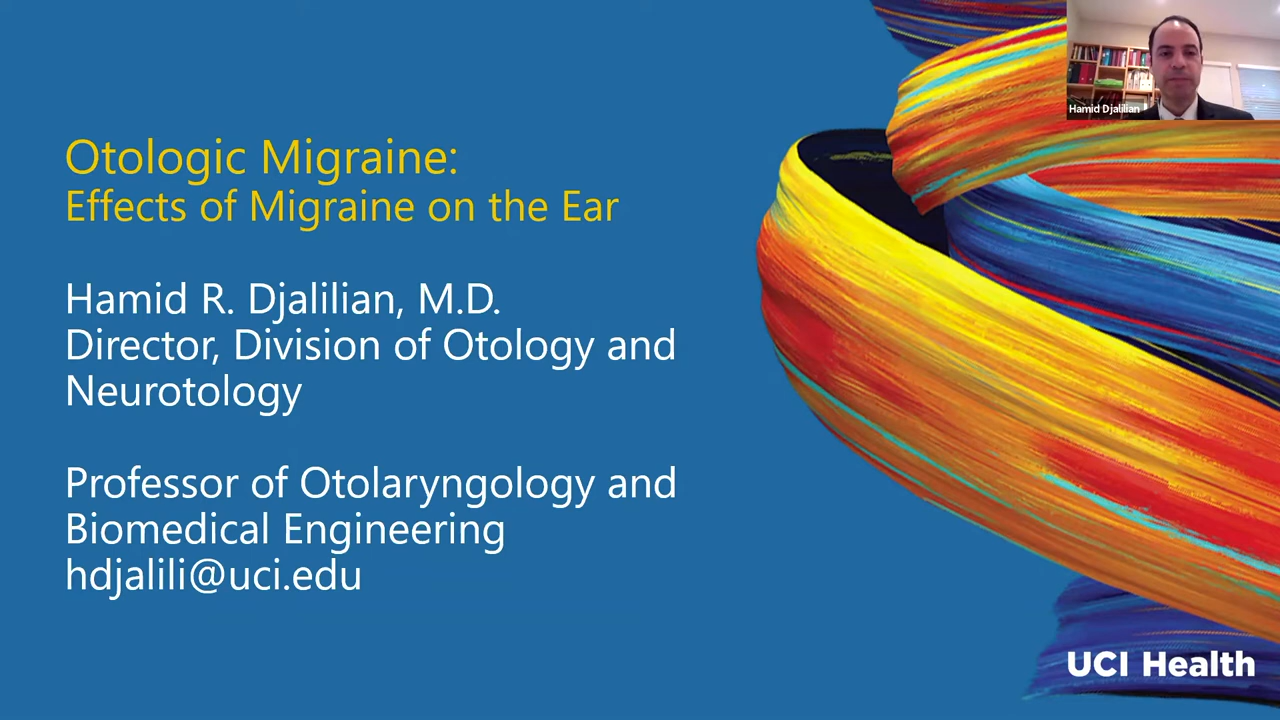 Otologic Migraine:
Effects of Migraine on the Ear
Hamid R. Djalilian, M.D.
Director, Division of Otology and
Neurotology
Professor of Otolaryngology and
Biomedical Engineering
hdjalili@uci.edu
Hamid Djalilian
UCI Health